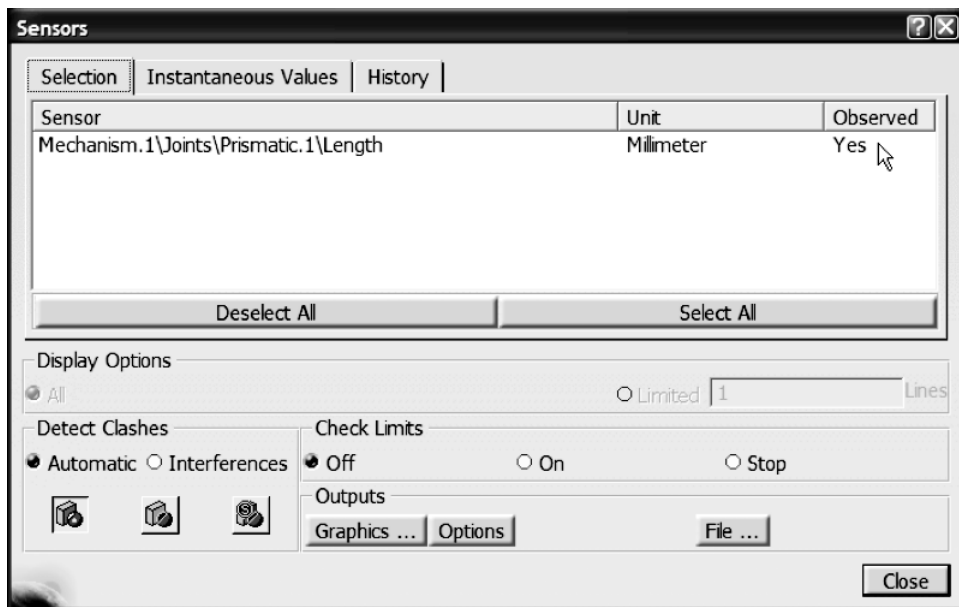 Sensors
Selection Instantaneous Values History
Sensor Unit Observed
Mechanism.1\Joints\Prismatic.1\Length Millimeter Yes
Deselect All Select All
Display Options
All Limited 1 Lines
Detect Clashes Check Limits
Automatic Interferences Off On Stop
Outputs
Graphics ... Options File ...
Close